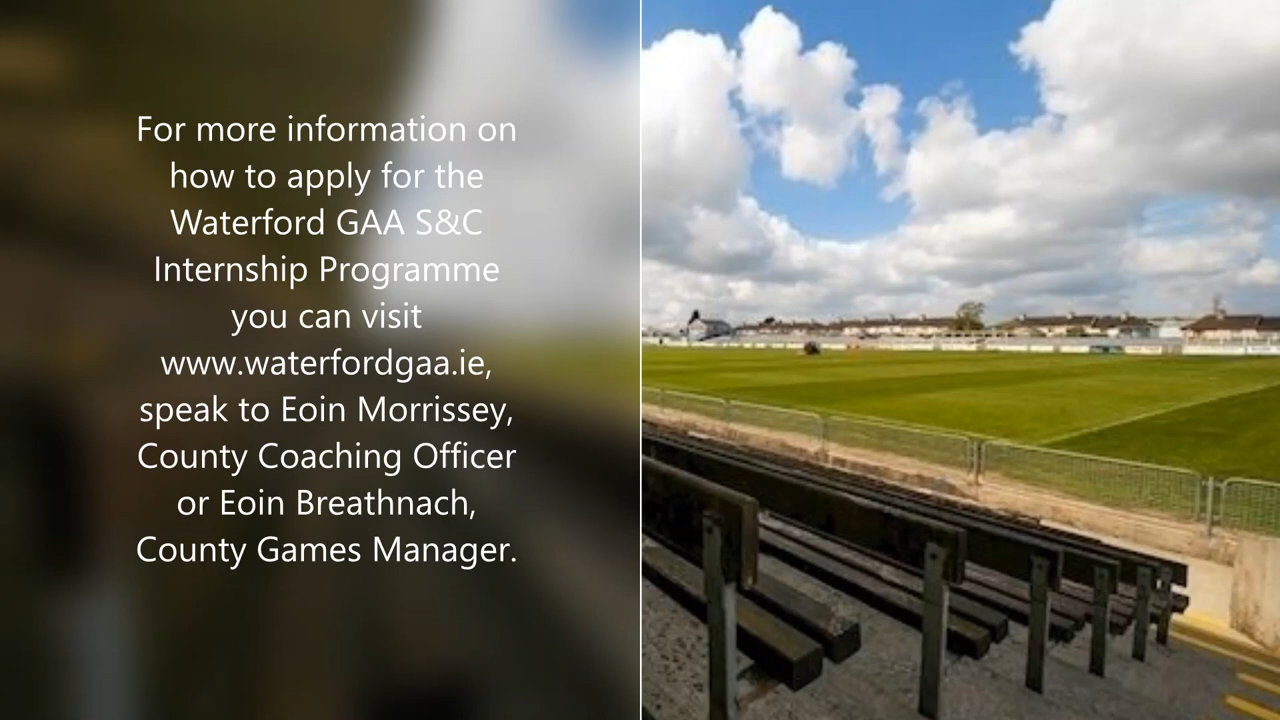 For more information on
how to apply for the
Waterford GAA S&C
Internship Programme
you can visit
www.waterfordgaa.ie,
speak to Eoin Morrissey,
County Coaching Officer
or Eoin Breathnach,
County Games Manager.